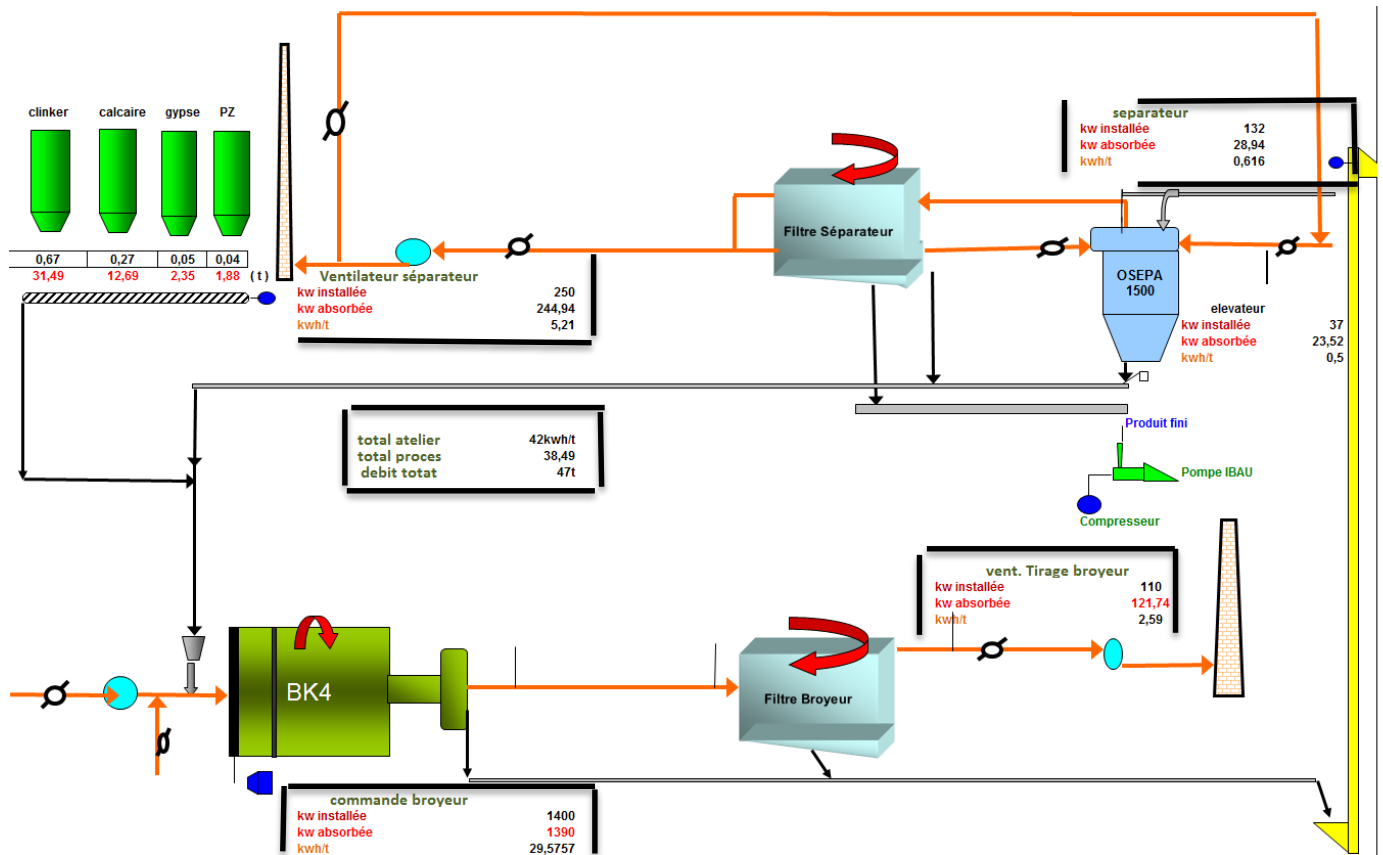 clinker calcaire gypse PZ
0,67 0,27 0,05 0,04
31,49 12,69 2,35 1,88 (t)
separateur
kw installée 132
kw absorbée 28,94
kwh/t 0,616
Filtre Séparateur
OSEPA
1500
Ventilateur séparateur
kw installée 250
kw absorbée 244,94
kwh/t 5,21
elevateur
kw installée 37
kw absorbée 23,52
kwh/t 0,5
total atelier 42kwh/t
total proces 38,49
debit totat 47t
Produit fini
Pompe IBAU
Compresseur
vent. Tirage broyeur
kw installée 110
kw absorbée 121,74
kwh/t 2,59
BK4
Filtre Broyeur
commande broyeur
kw installée 1400
kw absorbée 1390
kwh/t 29,5757